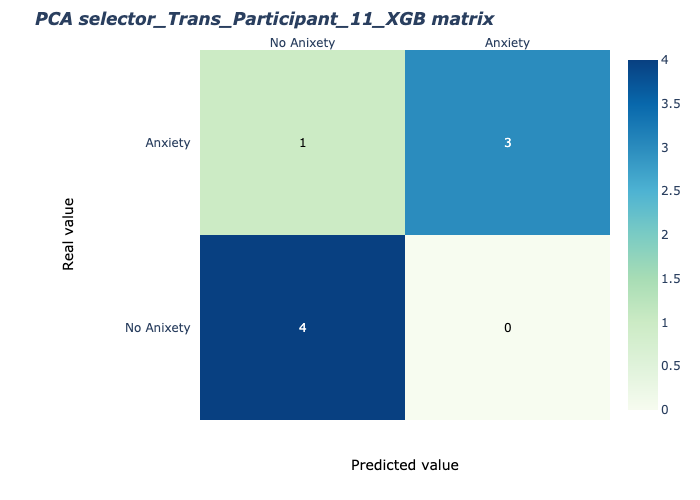 PCA selector_Trans_Participant_11_XGB matrix
No Anixety
Anxiety
4
3.5
3
2.5
2
1.5
1
0.5
0
Anxiety
1
3
Real value
No Anixety
4
0
Predicted value